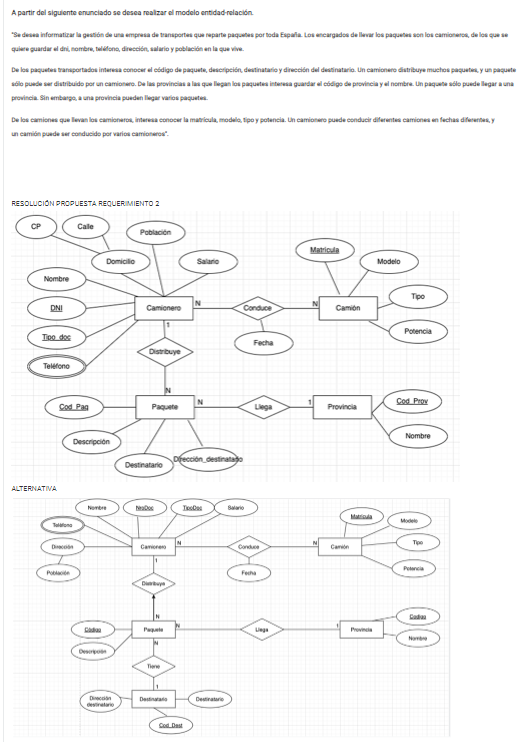 A partir del siguiente enunciado se desea realizar el modelo entidad-relación.
"Se desea informatizar la gestión de una empresa de transportes que reparte paquetes por toda España. Los encargados de llevar los paquetes son los camioneros, de los que se
quiere guardar el dni, nombre, teléfono, dirección, salario y población en la que vive.
De los paquetes transportados interesa conocer el código de paquete, descripción, destinatario y dirección del destinatario. Un camionero distribuye muchos paquetes, y un paquete
sólo puede ser distribuido por un camionero. De las provincias a las que llegan los paquetes interesa guardar el código de provincia y el nombre. Un paquete sólo puede llegar a una
provincia. Sin embargo, a una provincia pueden llegar varios paquetes.
De los camiones que llevan los camioneros, interesa conocer la matrícula, modelo, tipo y potencia. Un camionero puede conducir diferentes camiones en fechas diferentes, y
un camión puede ser conducido por varios camioneros".
RESOLUCIÓN PROPUESTA REQUERIMIENTO 2
CP
Calle
Población
Domicilio
Salario
Matrícula
Modelo
Nombre
DNI
Camionero
N
Conduce
N
Camión
Tipo
Tipo_doc
1
Fecha
Potencia
Teléfono
Distribuye
N
Cod_Paq
Paquete
N
Llega
1
Provincia
Cod_Prov
Descripción
Nombre
Destinatario
Dirección_destinatario
ALTERNATIVA
Nombre
NroDoc
TipoDoc
Salario
Teléfono
Matrícula
Modelo
Dirección
Camionero
N
Conduce
N
Camión
Tipo
Población
1
Fecha
Potencia
Distribuye
N
Código
Paquete
N
Llega
1
Provincia
Codigo
Descripción
N
Nombre
Tiene
1
Dirección
destinatario
Destinatario
Destinatario
Cod_Dest